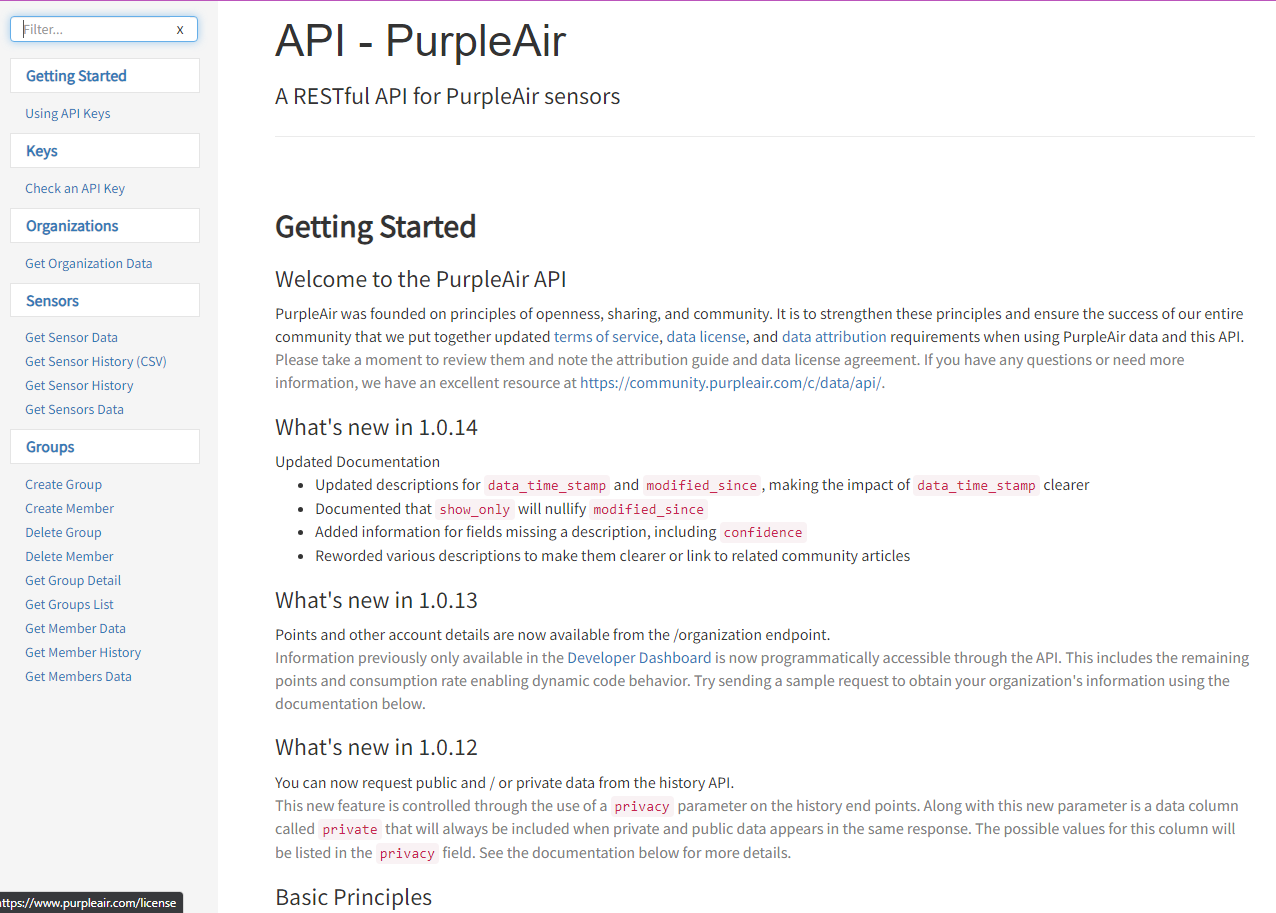 Filter...
X
Getting Started
Using API Keys
Keys
Check an API Key
Organizations
Get Organization Data
Sensors
Get Sensor Data
Get Sensor History (CSV)
Get Sensor History
Get Sensors Data
Groups
Create Group
Create Member
Delete Group
Delete Member
Get Group Detail
Get Groups List
Get Member Data
Get Member History
Get Members Data
API - PurpleAir
A RESTful API for PurpleAir sensors
Getting Started
Welcome to the PurpleAir API
PurpleAir was founded on principles of openness, sharing, and community. It is to strengthen these principles and ensure the success of our entire
community that we put together updated terms of service, data license, and data attribution requirements when using PurpleAir data and this API.
Please take a moment to review them and note the attribution guide and data license agreement. If you have any questions or need more
information, we have an excellent resource at https://community.purpleair.com/c/data/api/.
What's new in 1.0.14
Updated Documentation
• Updated descriptions for data_time_stamp and modified_since, making the impact of data_time_stamp clearer
• Documented that show_only will nullify modified_since
• Added information for fields missing a description, including confidence
• Reworded various descriptions to make them clearer or link to related community articles
What's new in 1.0.13
Points and other account details are now available from the /organization endpoint.
Information previously only available in the Developer Dashboard is now programmatically accessible through the API. This includes the remaining
points and consumption rate enabling dynamic code behavior. Try sending a sample request to obtain your organization's information using the
documentation below.
What's new in 1.0.12
You can now request public and / or private data from the history API.
This new feature is controlled through the use of a privacy parameter on the history end points. Along with this new parameter is a data column
called private that will always be included when private and public data appears in the same response. The possible values for this column will
be listed in the privacy field. See the documentation below for more details.
Basic Principles
ttps://www.purpleair.com/license